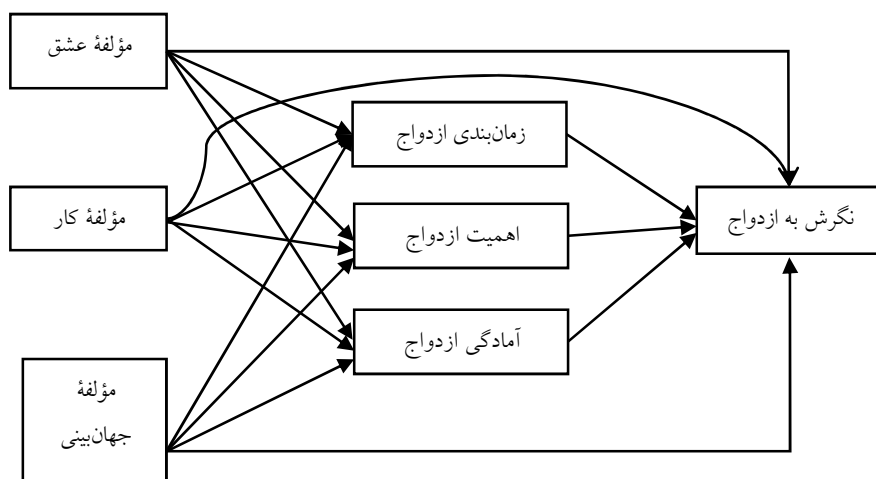 مؤلفهٔ عشق
زمان‌بندی ازدواج
مؤلفهٔ کار
اهمیت ازدواج
نگرش به ازدواج
آمادگی ازدواج
مؤلفهٔ
جهان‌بینی